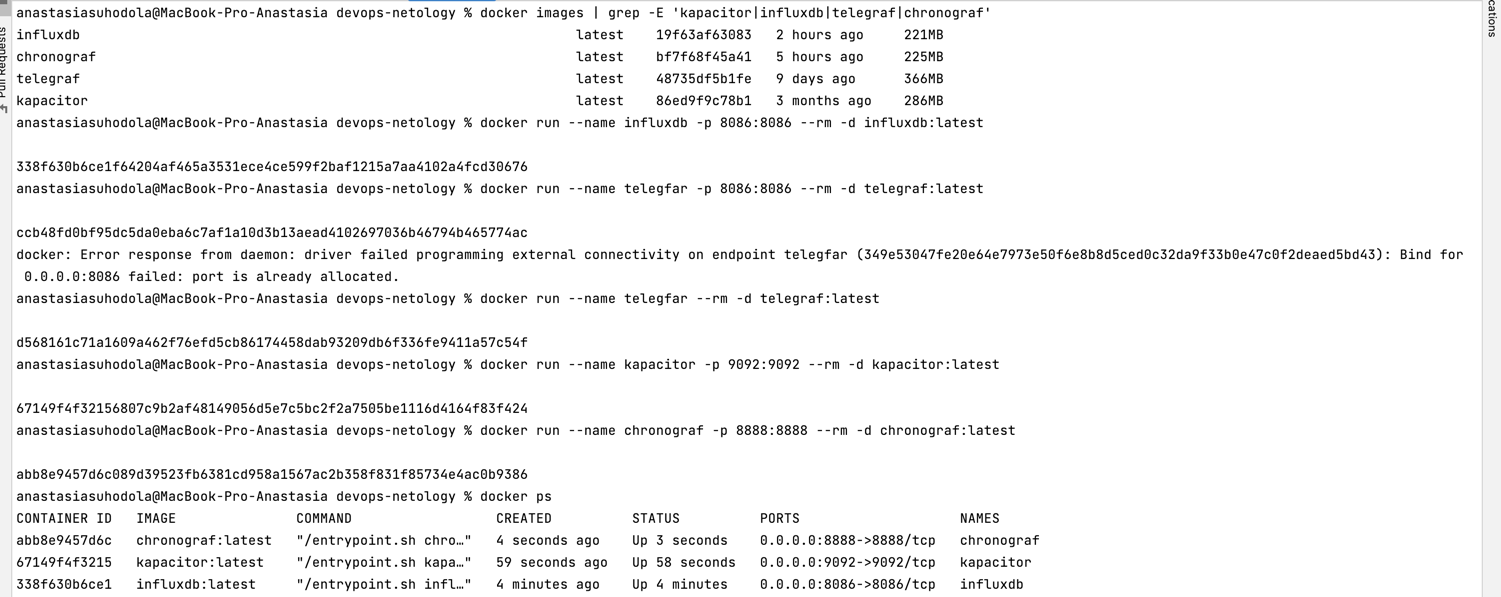 anastasiasuhodola@MacBook-Pro-Anastasia devops-netology % docker images | grep -E 'kapacitor|influxdb|telegraf|chronograf'
influxdb latest 19f63af63083 2 hours ago 221MB
chronograf latest bf7f68f45a41 5 hours ago 225MB
telegraf latest 48735df5b1fe 9 days ago 366MB
kapacitor latest 86ed9f9c78b1 3 months ago 286MB
anastasiasuhodola@MacBook-Pro-Anastasia devops-netology % docker run --name influxdb -p 8086:8086 --rm -d influxdb:latest
338f630b6ce1f64204af465a3531ece4ce599f2baf1215a7aa4102a4fcd30676
anastasiasuhodola@MacBook-Pro-Anastasia devops-netology % docker run --name telegfar -p 8086:8086 --rm -d telegraf:latest
ccb48fd0bf95dc5da0eba6c7af1a10d3b13aead4102697036b46794b465774ac
docker: Error response from daemon: driver failed programming external connectivity on endpoint telegfar (349e53047fe20e64e7973e50f6e8b8d5ced0c32da9f33b0e47c0f2deaed5bd43): Bind for
0.0.0.0:8086 failed: port is already allocated.
anastasiasuhodola@MacBook-Pro-Anastasia devops-netology % docker run --name telegfar --rm -d telegraf:latest
d568161c71a1609a462f76efd5cb86174458dab93209db6f336fe9411a57c54f
anastasiasuhodola@MacBook-Pro-Anastasia devops-netology % docker run --name kapacitor -p 9092:9092 --rm -d kapacitor:latest
67149f4f32156807c9b2af48149056d5e7c5bc2f2a7505be1116d4164f83f424
anastasiasuhodola@MacBook-Pro-Anastasia devops-netology % docker run --name chronograf -p 8888:8888 --rm -d chronograf:latest
abb8e9457d6c089d39523fb6381cd958a1567ac2b358f831f85734e4ac0b9386
anastasiasuhodola@MacBook-Pro-Anastasia devops-netology % docker ps
CONTAINER ID IMAGE COMMAND CREATED STATUS PORTS NAMES
abb8e9457d6c chronograf:latest "/entrypoint.sh chro…" 4 seconds ago Up 3 seconds 0.0.0.0:8888->8888/tcp chronograf
67149f4f3215 kapacitor:latest "/entrypoint.sh kapa…" 59 seconds ago Up 58 seconds 0.0.0.0:9092->9092/tcp kapacitor
338f630b6ce1 influxdb:latest "/entrypoint.sh infl…" 4 minutes ago Up 4 minutes 0.0.0.0:8086->8086/tcp influxdb
Pull Requests
cations